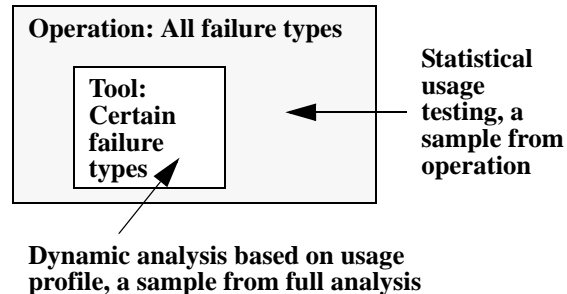 Operation: All failure types
Tool:
Certain
failure
types
Statistical
usage
testing, a
sample from
operation
Dynamic analysis based on usage
profile, a sample from full analysis